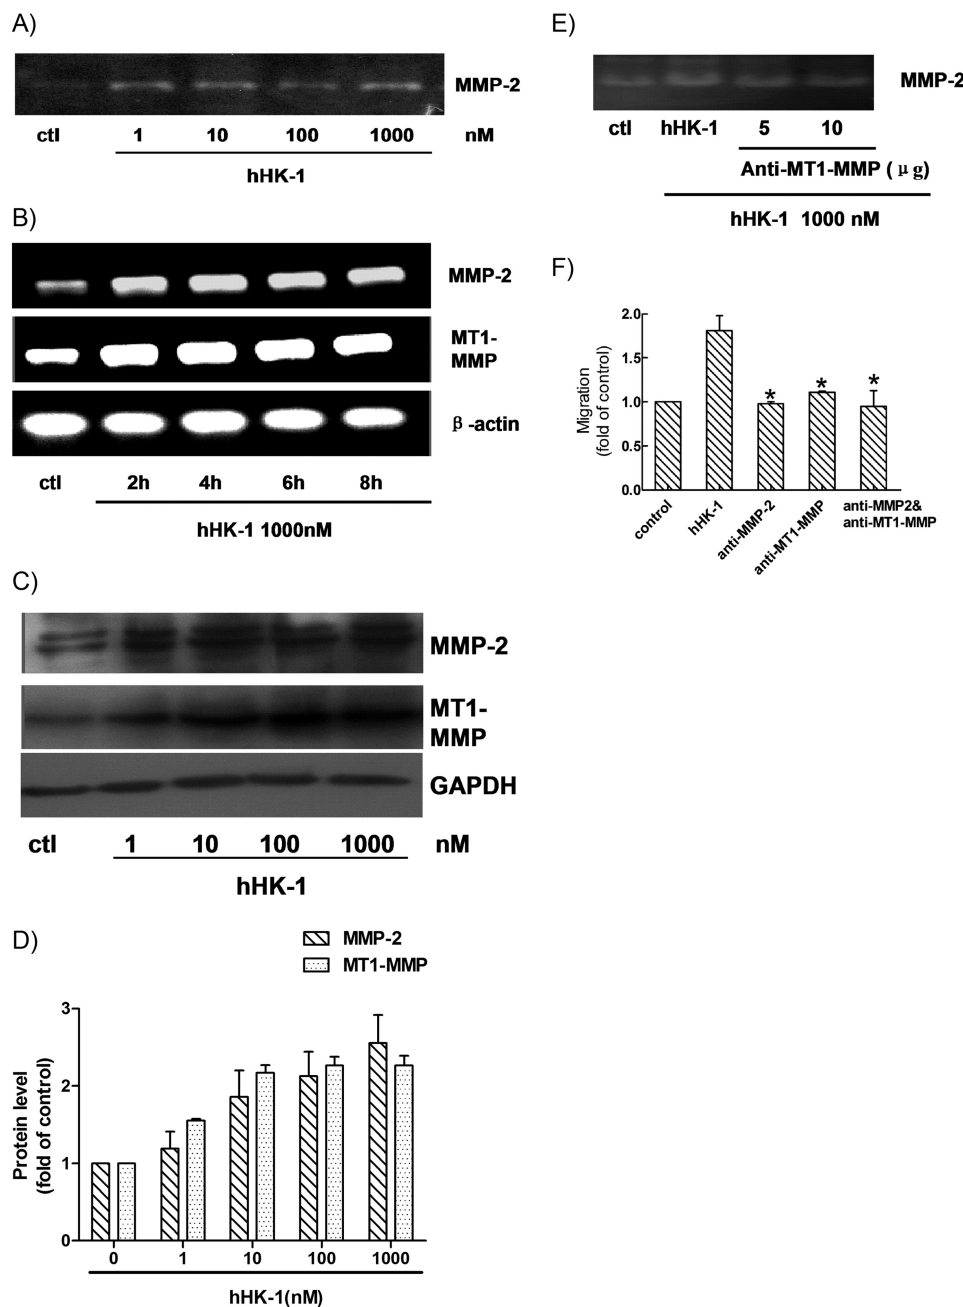 A)
MMP-2
ctl 1 10 100 1000 nM
hHK-1
B)
MMP-2
MT1-
MMP
β-actin
ctl 2h 4h 6h 8h
hHK-1 1000nM
C)
MMP-2
MT1-
MMP
GAPDH
ctl 1 10 100 1000 nM
hHK-1
D)
MMP-2
MT1-MMP
Protein level
(fold of control)
3
2
1
0
0 1 10 100 1000
hHK-1(nM)
E)
MMP-2
ctl hHK-1 5 10
Anti-MT1-MMP (μg)
hHK-1 1000 nM
F)
Migration
(fold of control)
2.0
1.5
1.0
0.5
0.0
* * *
control
hHK-1
anti-MMP-2
anti-MT1-MMP
anti-MMP2&
anti-MT1-MMP